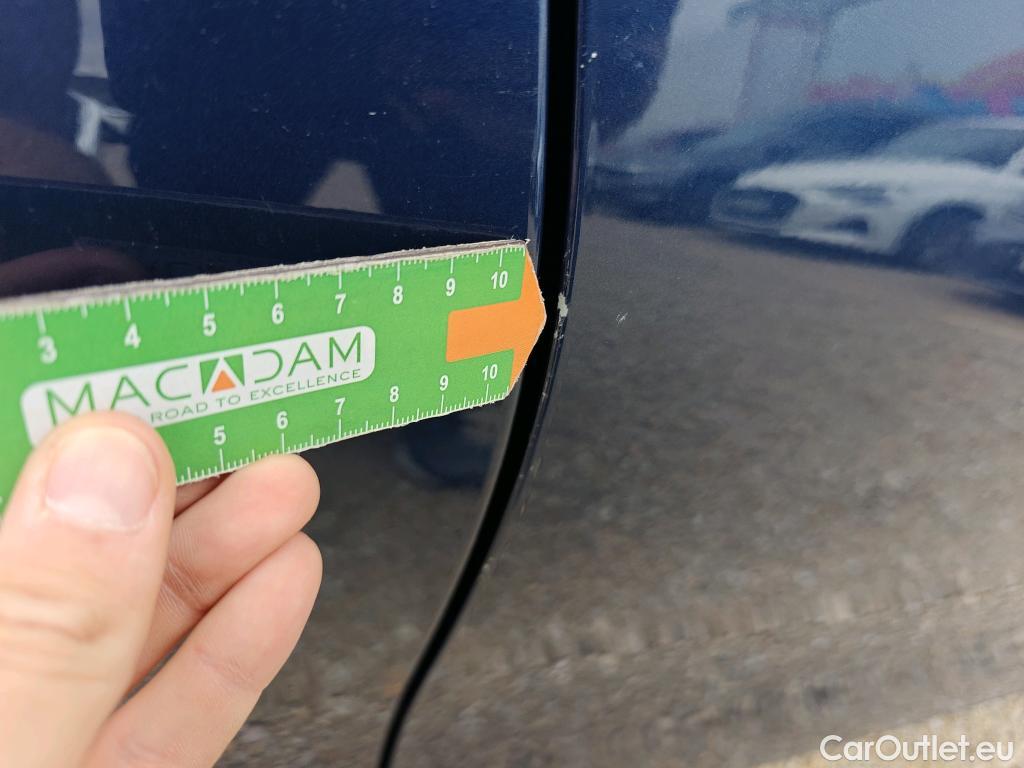 3 4 5 6 7 8 9 10
MACADAM
ROAD TO EXCELLENCE
5 6 7 8 9 10
CarOutlet.eu